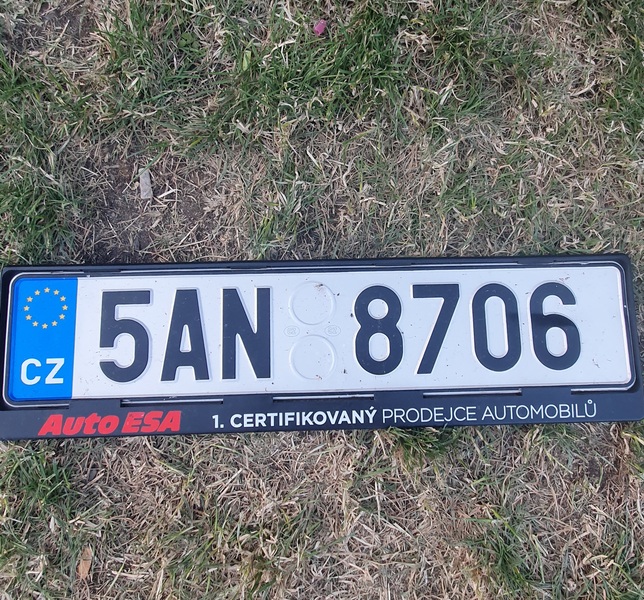 CZ 5AN 8706
Auto ESA 1. CERTIFIKOVANÝ PRODEJCE AUTOMOBILŮ